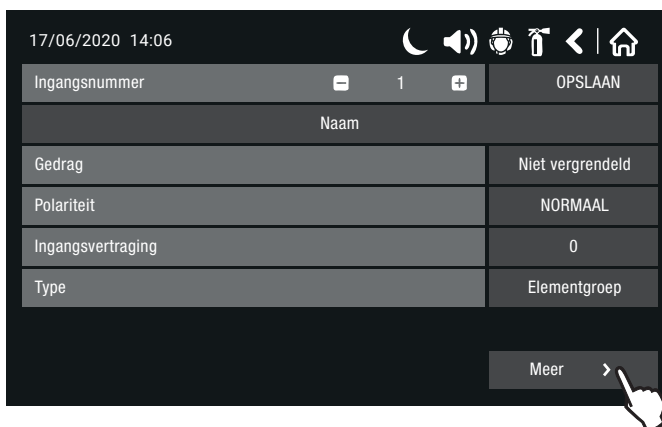 17/06/2020 14:06
Ingangsnummer 1 OPSLAAN
Naam
Gedrag Niet vergrendeld
Polariteit NORMAAL
Ingangsvertraging 0
Type Elementgroep
Meer